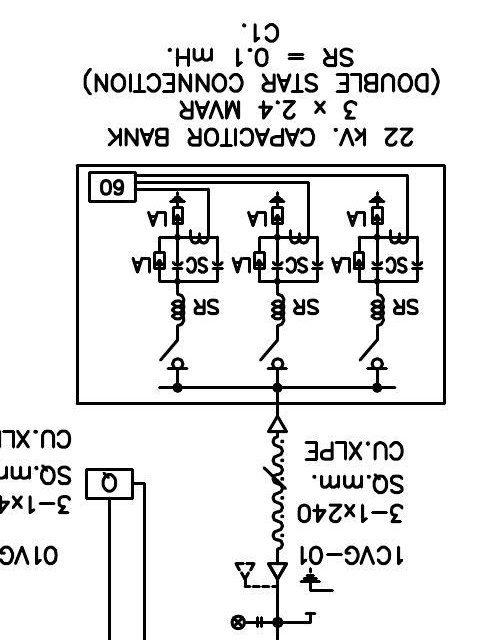 1CVG-01
3-1x240
SQ.mm.
CU.XLPE
Q
01VG
3-1x4
SQ.mm
CU.XL
SR SR SR
SC LA SC LA SC LA
LA LA LA
60
22 kV. CAPACITOR BANK
3 x 2.4 MVAR
(DOUBLE STAR CONNECTION)
SR = 0.1 mH.
C1.